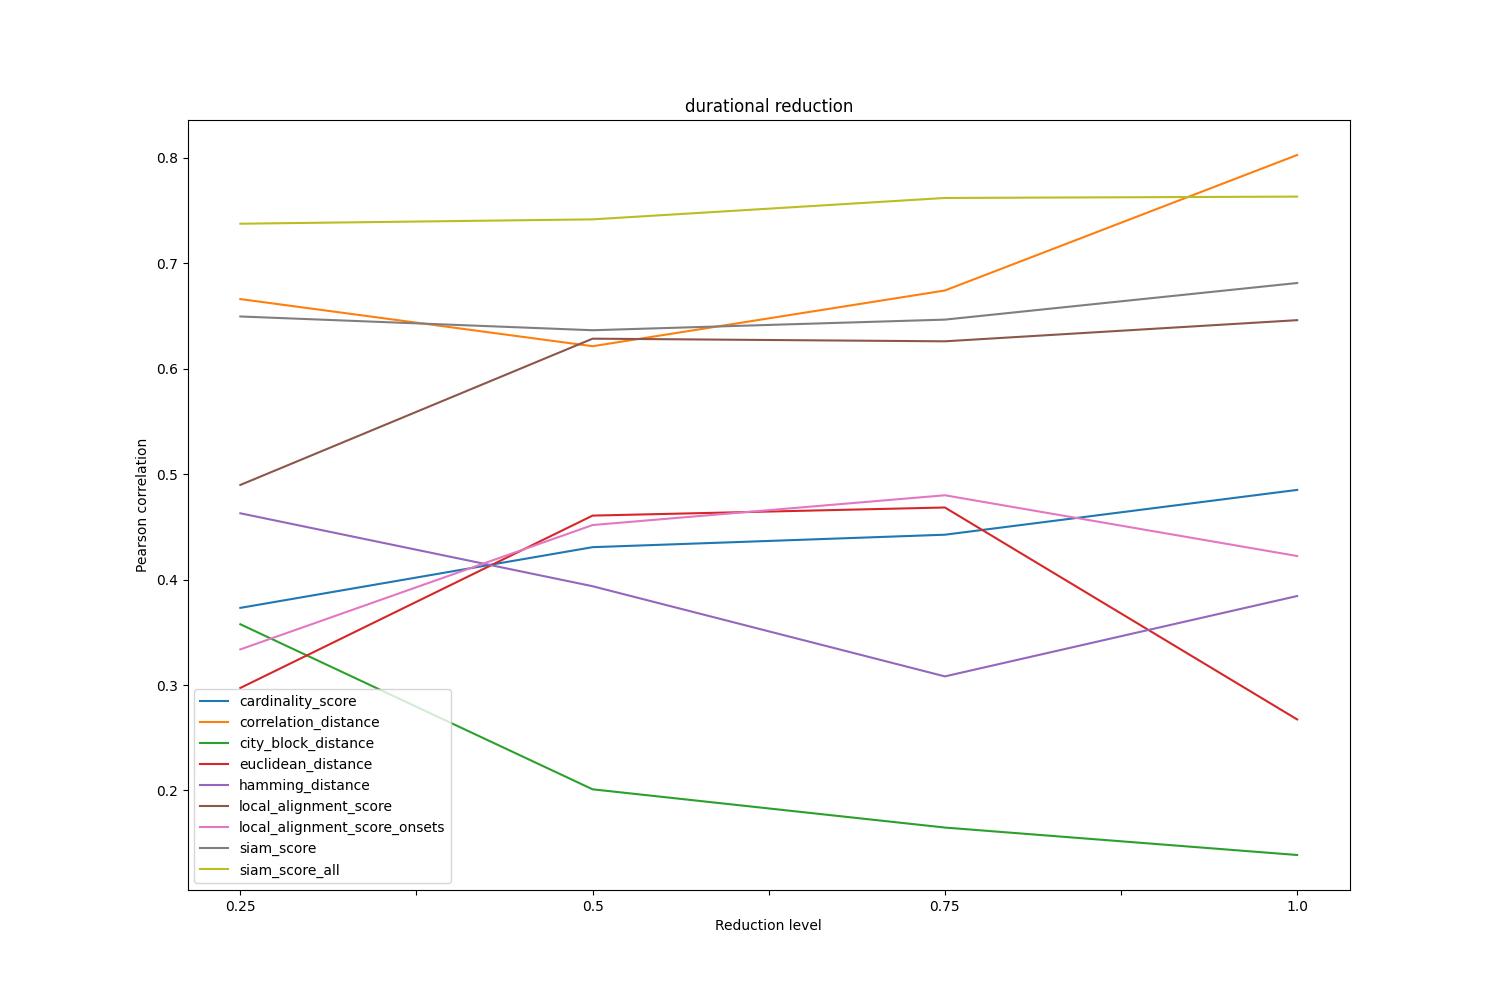 durational reduction
Pearson correlation
0.8
0.7
0.6
0.5
0.4
0.3
0.2
cardinality_score
correlation_distance
city_block_distance
euclidean_distance
hamming_distance
local_alignment_score
local_alignment_score_onsets
siam_score
siam_score_all
0.25 0.5 0.75 1.0
Reduction level